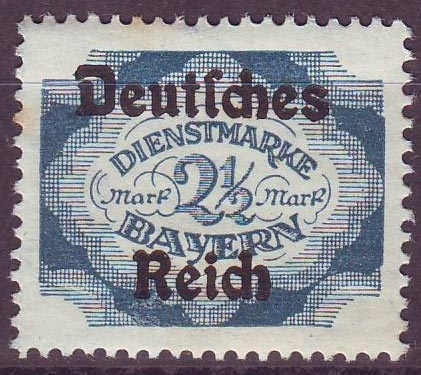 Deutſches
DIENSTMARKE
Mark 2½ Mark
BAYERN
Reich